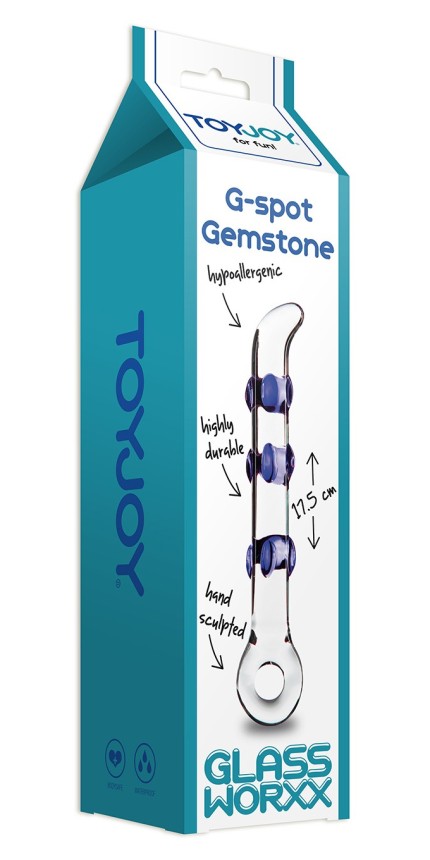 TOYJOY®
for fun!
G-spot
Gemstone
hypoallergenic
highly
durable
17.5 cm
hand
sculpted
GLASS
WORXX
TOYJOY®